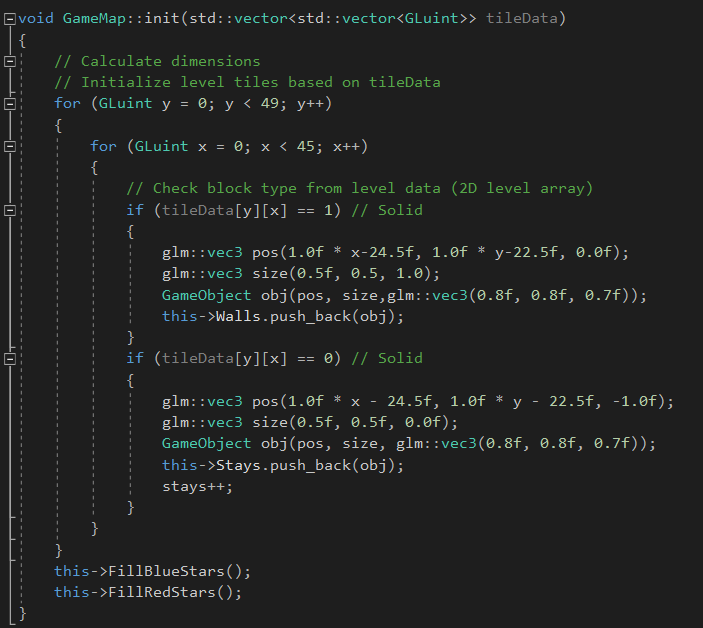 void GameMap::init(std::vector<std::vector<GLuint>> tileData)
{
    // Calculate dimensions
    // Initialize level tiles based on tileData
    for (GLuint y = 0; y < 49; y++)
    {
        for (GLuint x = 0; x < 45; x++)
        {
            // Check block type from level data (2D level array)
            if (tileData[y][x] == 1) // Solid
            {
                glm::vec3 pos(1.0f * x-24.5f, 1.0f * y-22.5f, 0.0f);
                glm::vec3 size(0.5f, 0.5, 1.0);
                GameObject obj(pos, size,glm::vec3(0.8f, 0.8f, 0.7f));
                this->Walls.push_back(obj);
            }
            if (tileData[y][x] == 0) // Solid
            {
                glm::vec3 pos(1.0f * x - 24.5f, 1.0f * y - 22.5f, -1.0f);
                glm::vec3 size(0.5f, 0.5f, 0.0f);
                GameObject obj(pos, size, glm::vec3(0.8f, 0.8f, 0.7f));
                this->Stays.push_back(obj);
                stays++;
            }
        }
    }
    this->FillBlueStars();
    this->FillRedStars();
}